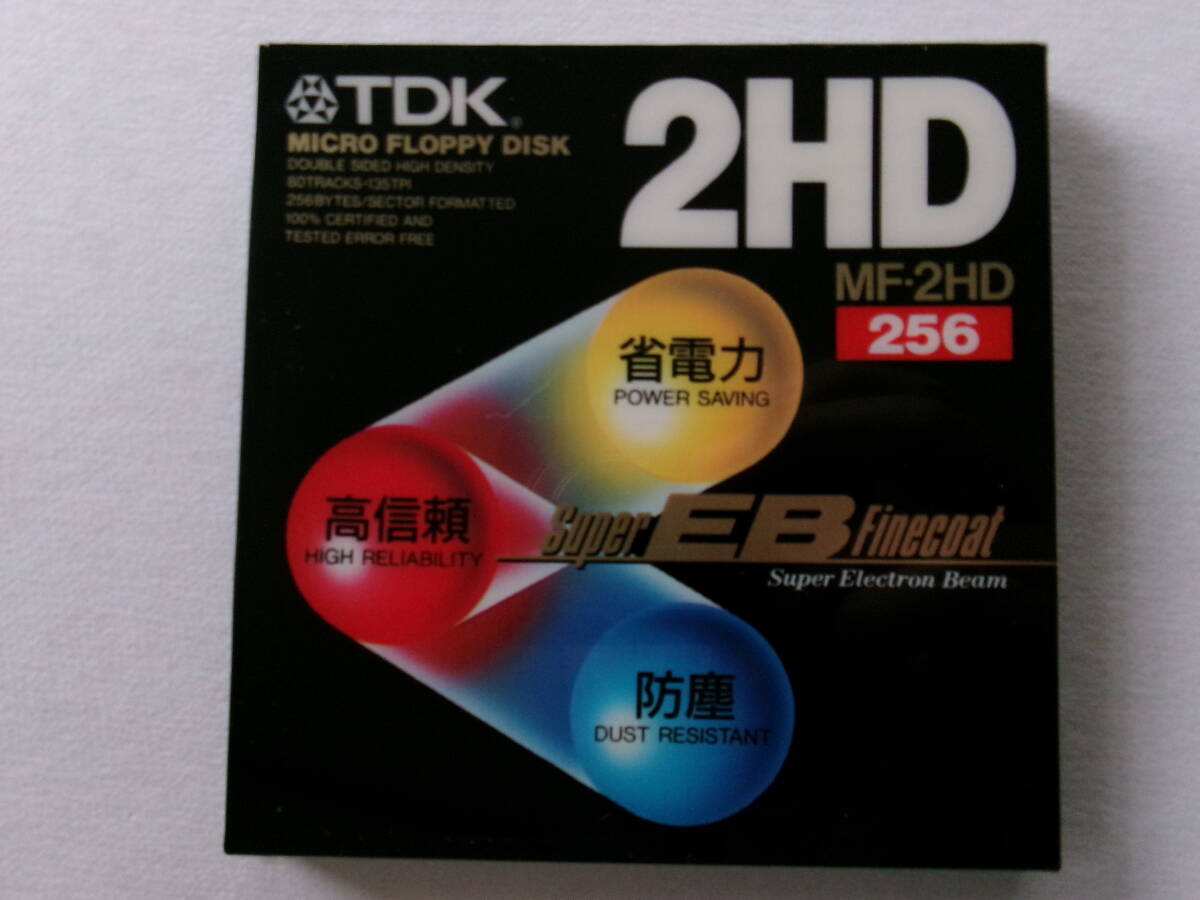 TDK®
MICRO FLOPPY DISK
DOUBLE SIDED HIGH DENSITY
80TRACKS-135TPI
256BYTES/SECTOR FORMATTED
100% CERTIFIED AND
TESTED ERROR FREE
2HD
MF·2HD
256
省電力
POWER SAVING
高信頼
HIGH RELIABILITY
Super EB Finecoat
Super Electron Beam
防塵
DUST RESISTANT